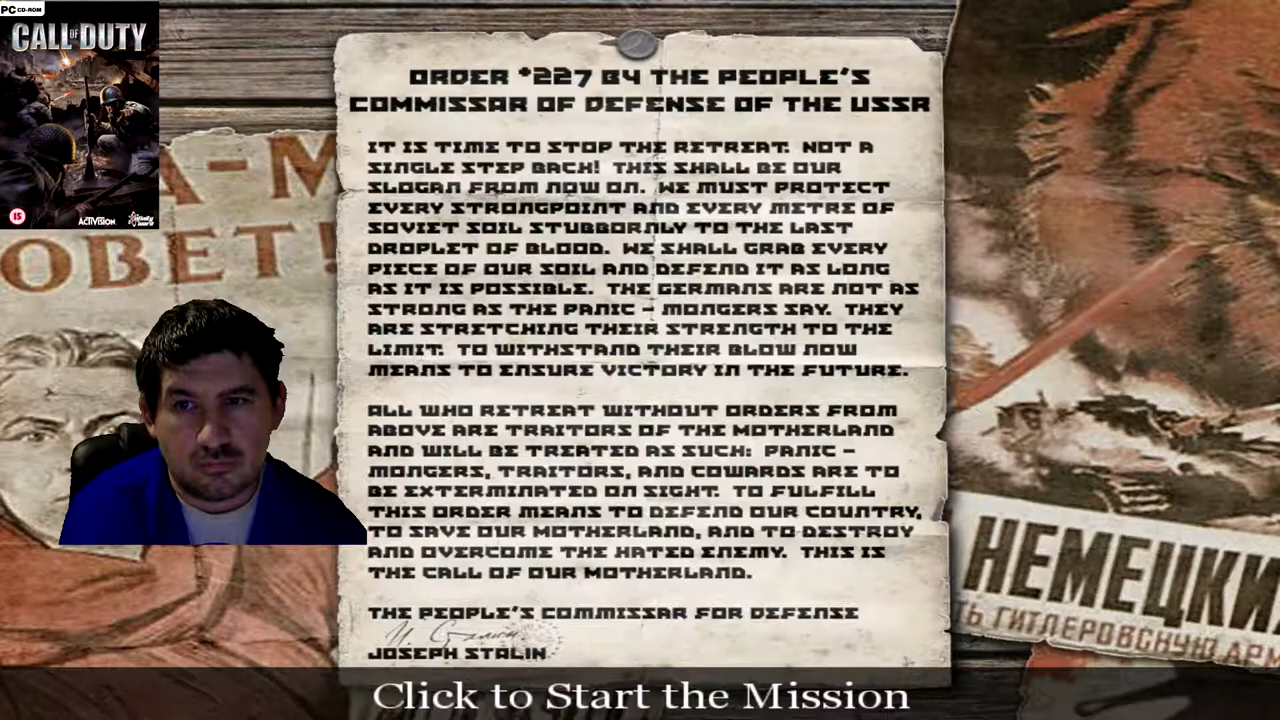 PC CD-ROM
CALL OF DUTY
15
ACTIVISION
А-М
ОВЕТ!
ORDER *227 BY THE PEOPLE'S
COMMISSAR OF DEFENSE OF THE USSR
IT IS TIME TO STOP THE RETREAT. NOT A
SINGLE STEP BACK! THIS SHALL BE OUR
SLOGAN FROM NOW ON. WE MUST PROTECT
EVERY STRONGPOINT AND EVERY METRE OF
SOVIET SOIL STUBBORNLY TO THE LAST
DROPLET OF BLOOD. WE SHALL GRAB EVERY
PIECE OF OUR SOIL AND DEFEND IT AS LONG
AS IT IS POSSIBLE. THE GERMANS ARE NOT AS
STRONG AS THE PANIC - MONGERS SAY. THEY
ARE STRETCHING THEIR STRENGTH TO THE
LIMIT. TO WITHSTAND THEIR BLOW NOW
MEANS TO ENSURE VICTORY IN THE FUTURE.
ALL WHO RETREAT WITHOUT ORDERS FROM
ABOVE ARE TRAITORS OF THE MOTHERLAND
AND WILL BE TREATED AS SUCH: PANIC -
MONGERS, TRAITORS, AND COWARDS ARE TO
BE EXTERMINATED ON SIGHT. TO FULFILL
THIS ORDER MEANS TO DEFEND OUR COUNTRY,
TO SAVE OUR MOTHERLAND, AND TO DESTROY
AND OVERCOME THE HATED ENEMY. THIS IS
THE CALL OF OUR MOTHERLAND.
THE PEOPLE'S COMMISSAR FOR DEFENSE
JOSEPH STALIN
НЕМЕЦКИ
ТЬ ГИТЛЕРОВСКУЮ АРМ
Click to Start the Mission